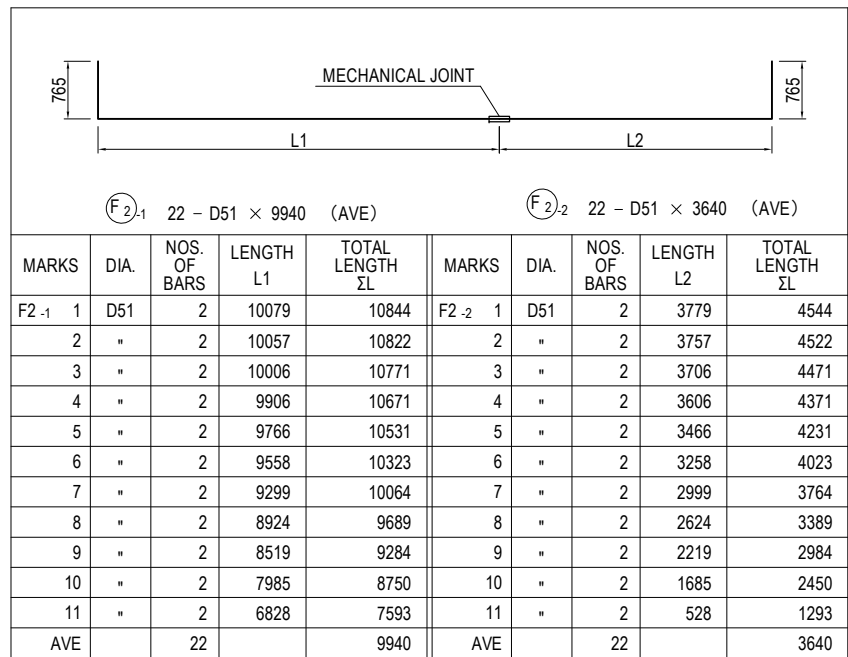 765
MECHANICAL JOINT
765
L1
L2
F 2 -1 22 – D51 × 9940 (AVE)
F 2 -2 22 – D51 × 3640 (AVE)
MARKS DIA. NOS. OF BARS LENGTH L1 TOTAL LENGTH ΣL MARKS DIA. NOS. OF BARS LENGTH L2 TOTAL LENGTH ΣL
F2 -1 1 D51 2 10079 10844 F2 -2 1 D51 2 3779 4544
2 " 2 10057 10822 2 " 2 3757 4522
3 " 2 10006 10771 3 " 2 3706 4471
4 " 2 9906 10671 4 " 2 3606 4371
5 " 2 9766 10531 5 " 2 3466 4231
6 " 2 9558 10323 6 " 2 3258 4023
7 " 2 9299 10064 7 " 2 2999 3764
8 " 2 8924 9689 8 " 2 2624 3389
9 " 2 8519 9284 9 " 2 2219 2984
10 " 2 7985 8750 10 " 2 1685 2450
11 " 2 6828 7593 11 " 2 528 1293
AVE 22 9940 AVE 22 3640